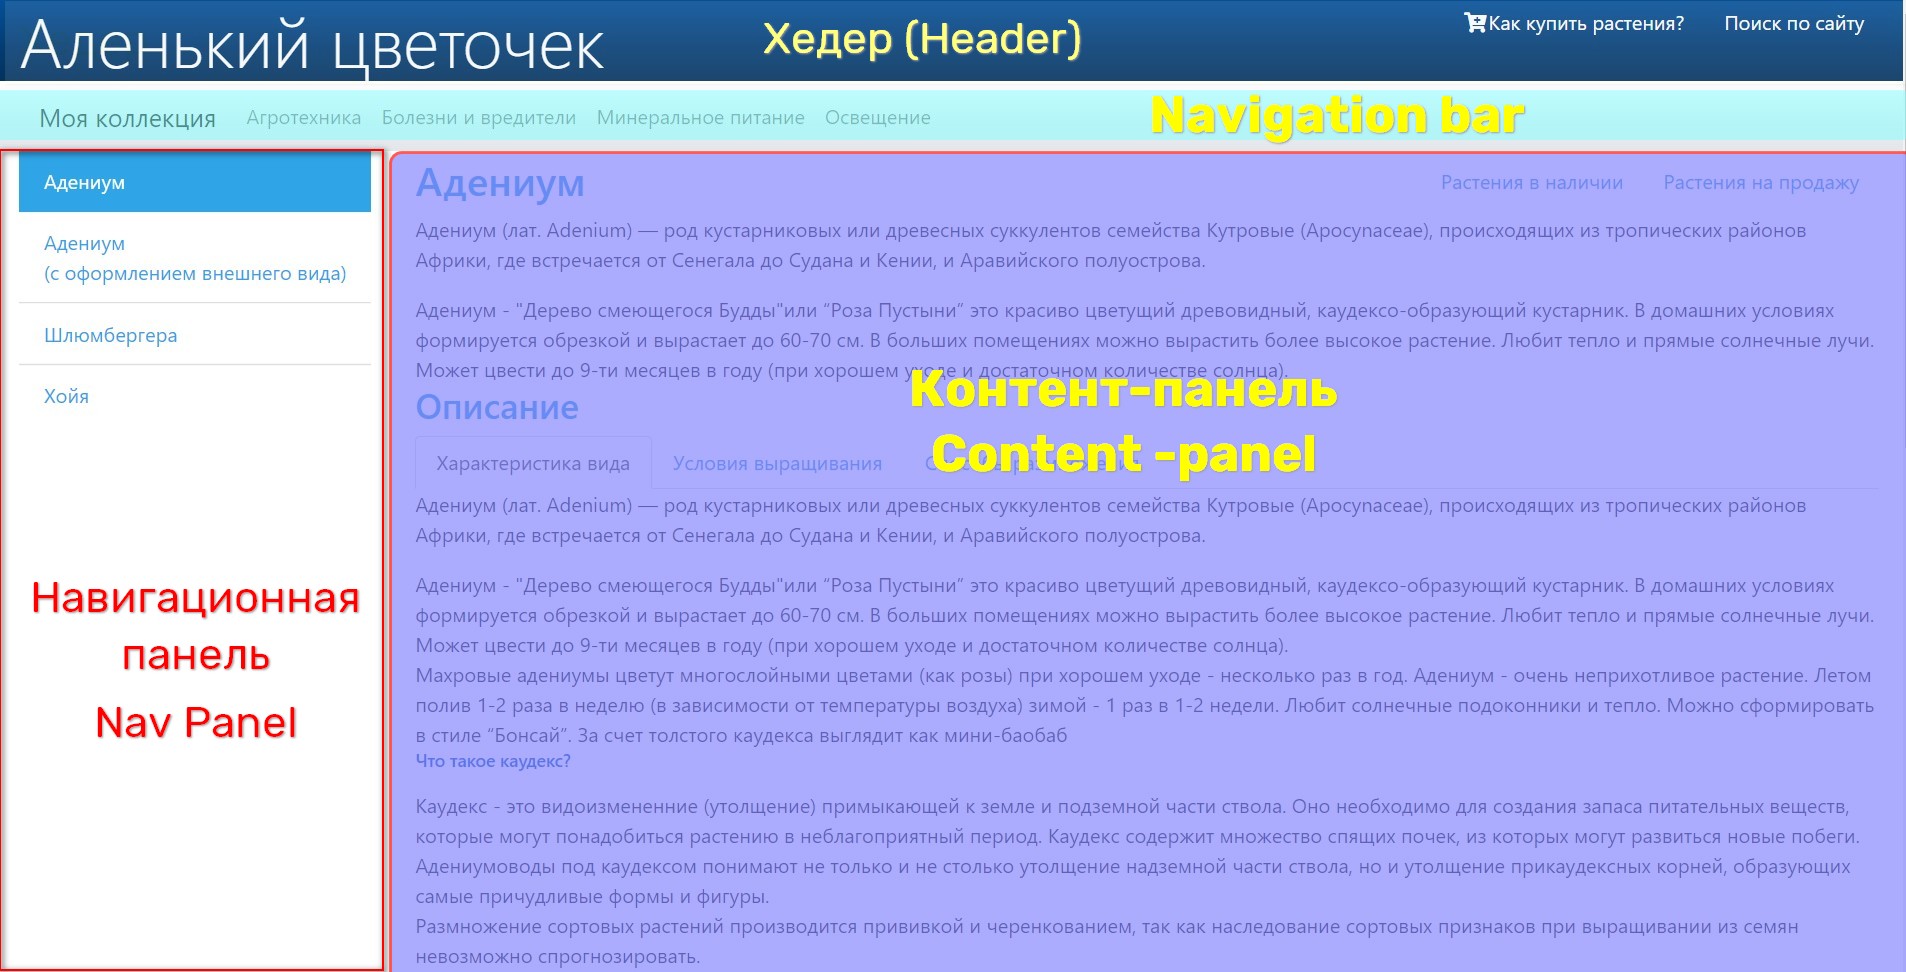 Аленький цветочек
Хедер (Header)
Как купить растения?
Поиск по сайту
Моя коллекция
Агротехника
Болезни и вредители
Минеральное питание
Освещение
Navigation bar
Адениум
Адениум
(с оформлением внешнего вида)
Шлюмбергера
Хойя
Навигационная
панель
Nav Panel
Адениум
Растения в наличии
Растения на продажу
Адениум (лат. Adenium) — род кустарниковых или древесных суккулентов семейства Кутровые (Apocynaceae), происходящих из тропических районов
Африки, где встречается от Сенегала до Судана и Кении, и Аравийского полуострова.
Адениум - "Дерево смеющегося Будды"или “Роза Пустыни” это красиво цветущий древовидный, каудексо-образующий кустарник. В домашних условиях
формируется обрезкой и вырастает до 60-70 см. В больших помещениях можно вырастить более высокое растение. Любит тепло и прямые солнечные лучи.
Может цвести до 9-ти месяцев в году (при хорошем уходе и достаточном количестве солнца).
Контент-панель
Content -panel
Описание
Характеристика вида
Условия выращивания
Адениум (лат. Adenium) — род кустарниковых или древесных суккулентов семейства Кутровые (Apocynaceae), происходящих из тропических районов
Африки, где встречается от Сенегала до Судана и Кении, и Аравийского полуострова.
Адениум - "Дерево смеющегося Будды"или “Роза Пустыни” это красиво цветущий древовидный, каудексо-образующий кустарник. В домашних условиях
формируется обрезкой и вырастает до 60-70 см. В больших помещениях можно вырастить более высокое растение. Любит тепло и прямые солнечные лучи.
Может цвести до 9-ти месяцев в году (при хорошем уходе и достаточном количестве солнца).
Махровые адениумы цветут многослойными цветами (как розы) при хорошем уходе - несколько раз в год. Адениум - очень неприхотливое растение. Летом
полив 1-2 раза в неделю (в зависимости от температуры воздуха) зимой - 1 раз в 1-2 недели. Любит солнечные подоконники и тепло. Можно сформировать
в стиле “Бонсай”. За счет толстого каудекса выглядит как мини-баобаб
Что такое каудекс?
Каудекс - это видоизмененние (утолщение) примыкающей к земле и подземной части ствола. Оно необходимо для создания запаса питательных веществ,
которые могут понадобиться растению в неблагоприятный период. Каудекс содержит множество спящих почек, из которых могут развиться новые побеги.
Адениумоводы под каудексом понимают не только и не столько утолщение надземной части ствола, но и утолщение прикаудексных корней, образующих
самые причудливые формы и фигуры.
Размножение сортовых растений производится прививкой и черенкованием, так как наследование сортовых признаков при выращивании из семян
невозможно спрогнозировать.